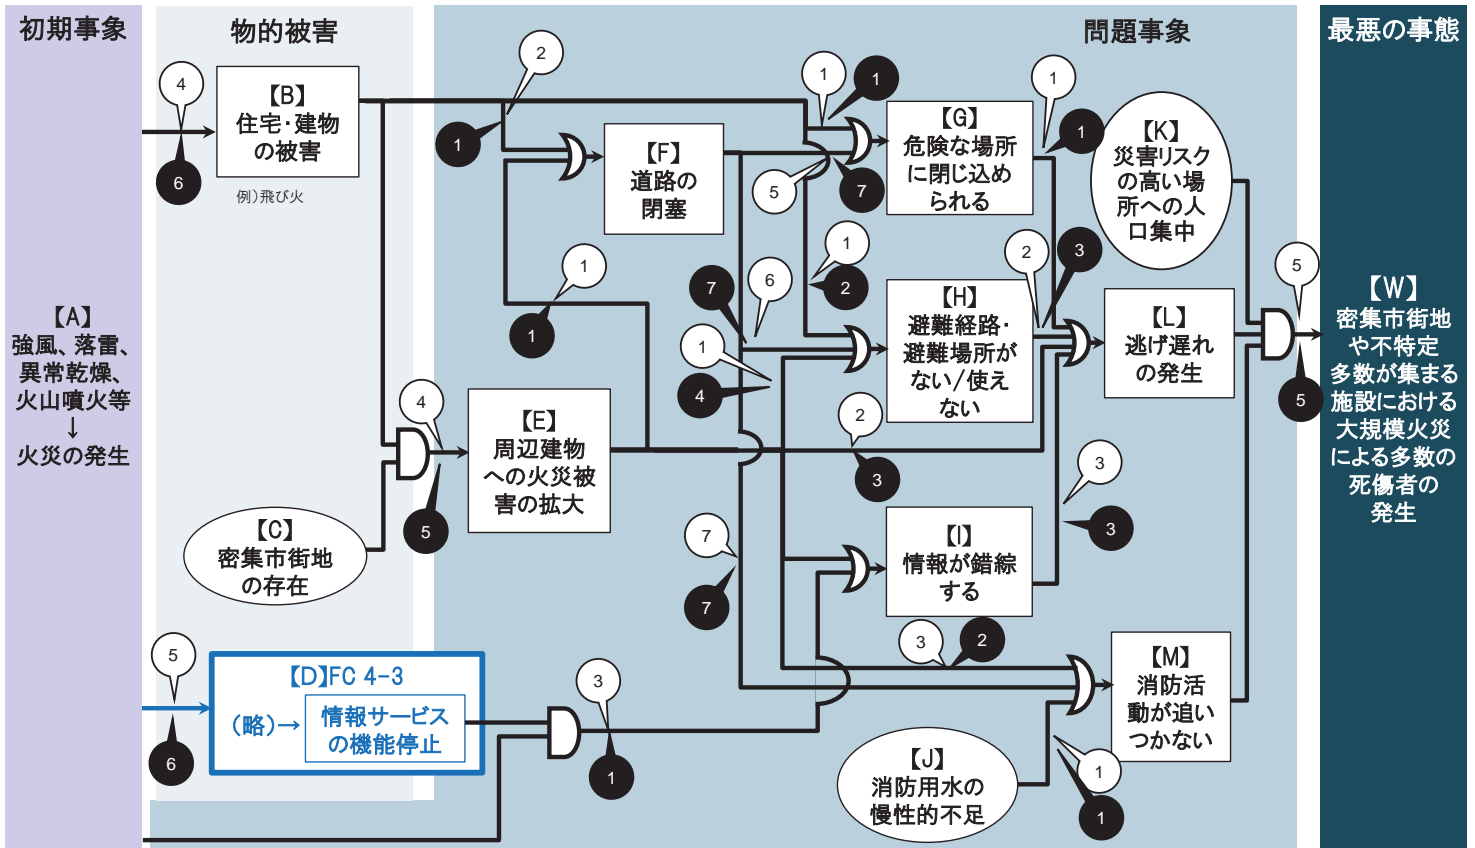 初期事象
物的被害
問題事象
最悪の事態
【A】
強風、落雷、
異常乾燥、
火山噴火等
↓
火災の発生
4
6
【B】
住宅・建物
の被害
例）飛び火
2
1
【F】
道路の
閉塞
1
1
5
7
【G】
危険な場所
に閉じ込め
られる
1
1
【K】
災害リスク
の高い場
所への人
口集中
1
1
1
2
7
6
1
4
【H】
避難経路・
避難場所が
ない/使え
ない
2
3
【L】
逃げ遅れ
の発生
5
5
【W】
密集市街地
や不特定
多数が集まる
施設における
大規模火災
による多数の
死傷者の
発生
【C】
密集市街地
の存在
4
5
【E】
周辺建物
への火災被
害の拡大
2
3
7
7
【I】
情報が錯綜
する
3
3
5
6
【D】FC 4-3
（略）→
情報サービス
の機能停止
3
1
3
2
【J】
消防用水の
慢性的不足
1
1
【M】
消防活
動が追い
つかない